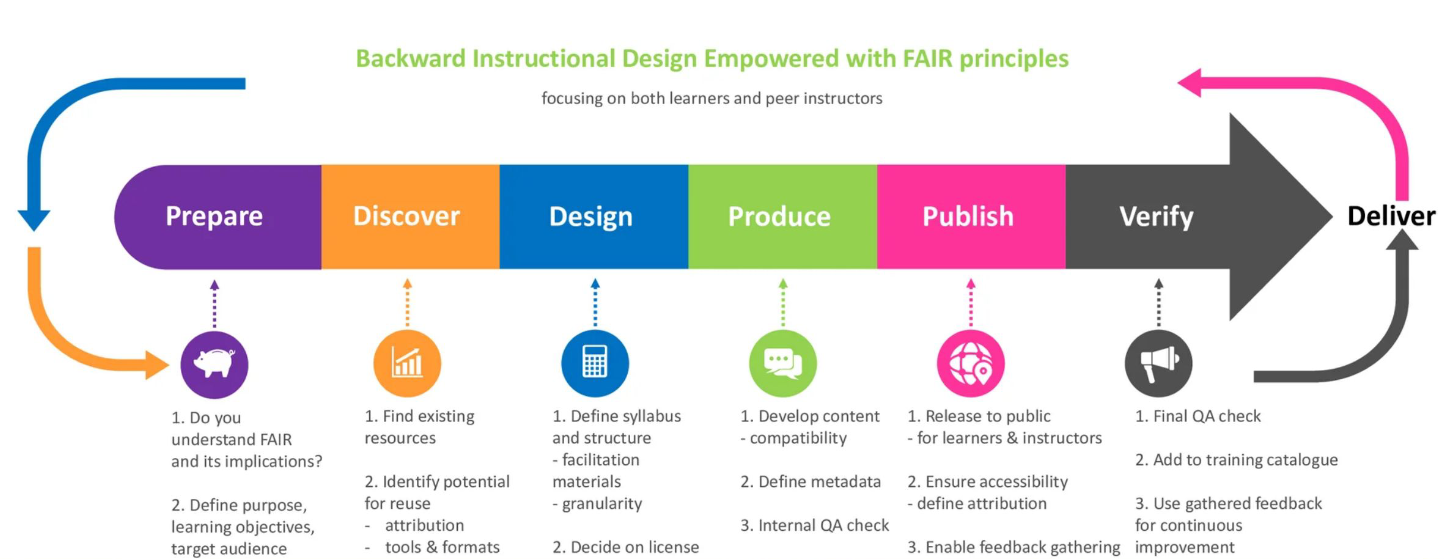 Backward Instructional Design Empowered with FAIR principles
focusing on both learners and peer instructors
Prepare
Discover
Design
Produce
Publish
Verify
Deliver
1. Do you
understand FAIR
and its implications?
2. Define purpose,
learning objectives,
target audience
1. Find existing
resources
2. Identify potential
for reuse
- attribution
- tools & formats
1. Define syllabus
and structure
- facilitation
materials
- granularity
2. Decide on license
1. Develop content
- compatibility
2. Define metadata
3. Internal QA check
1. Release to public
- for learners & instructors
2. Ensure accessibility
- define attribution
3. Enable feedback gathering
1. Final QA check
2. Add to training catalogue
3. Use gathered feedback
for continuous
improvement